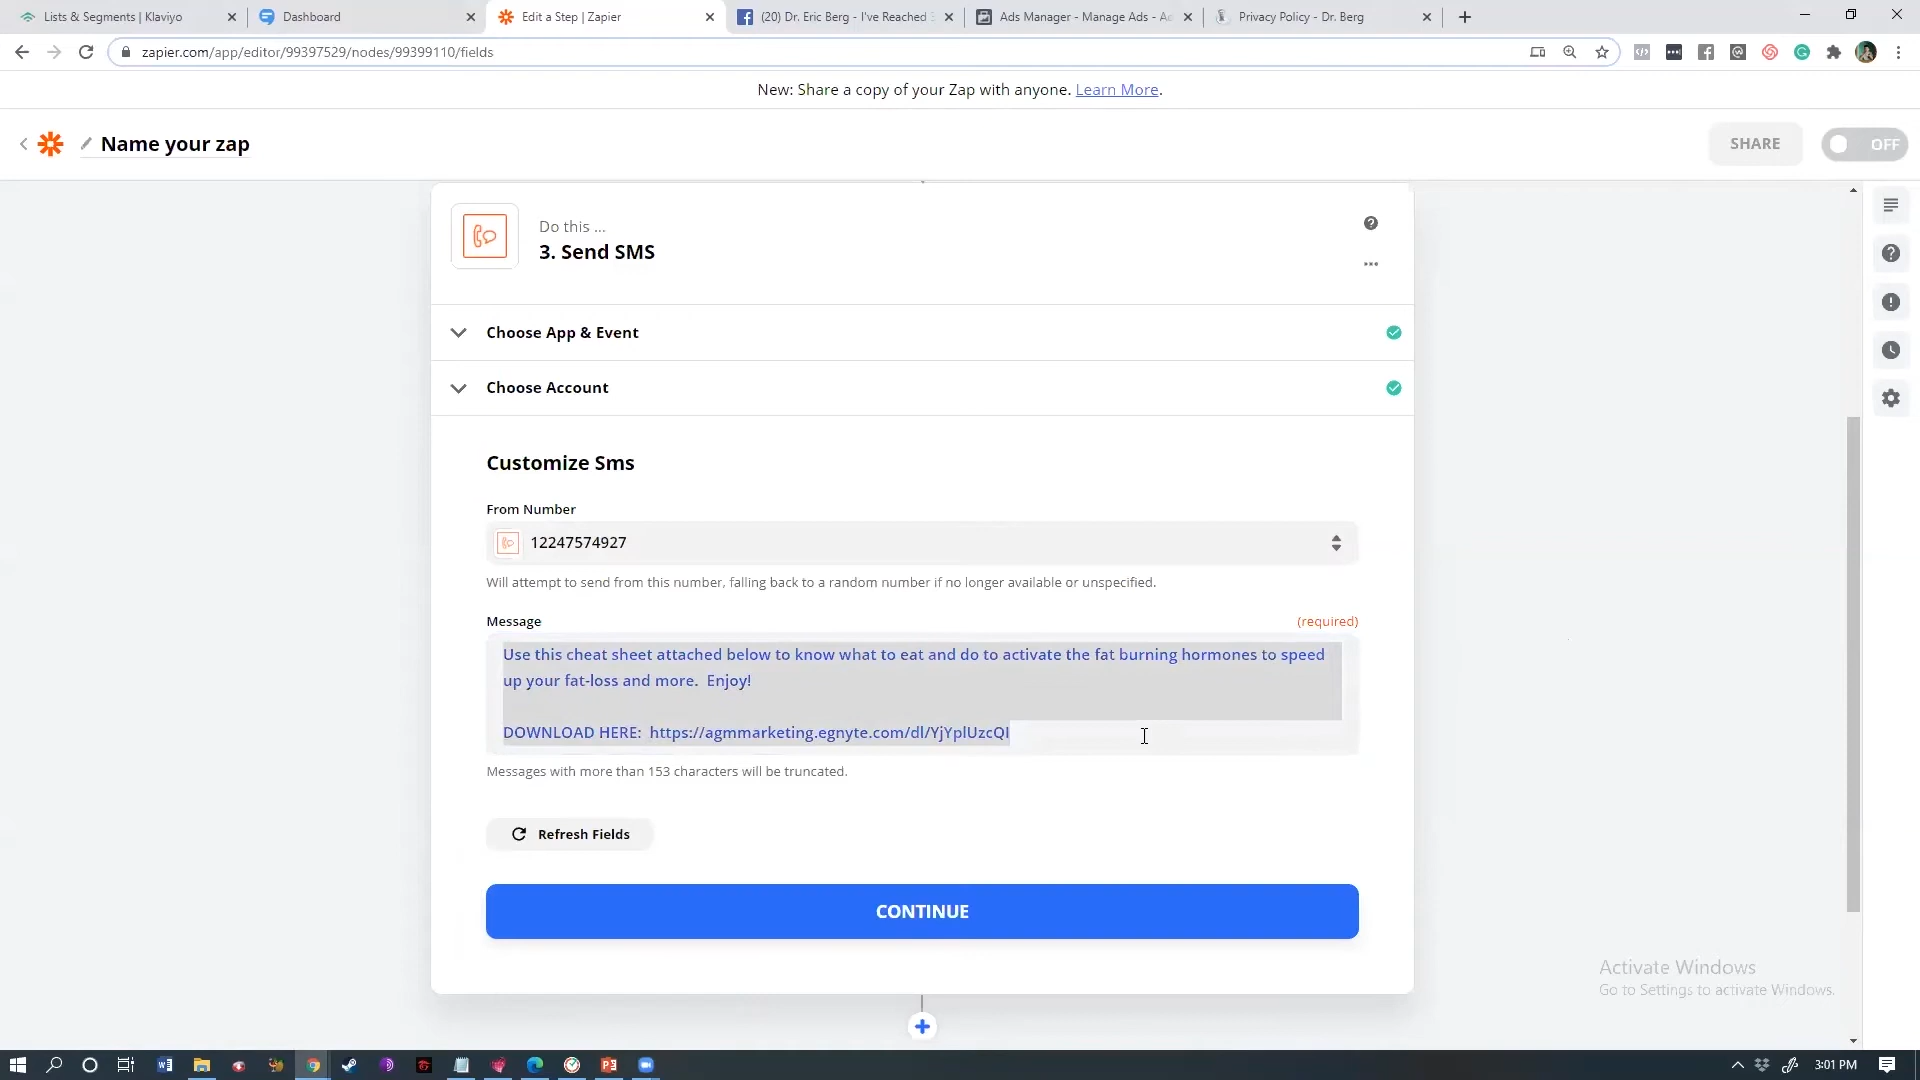 Lists & Segments | Klaviyo
Dashboard
Edit a Step | Zapier
(20) Dr. Eric Berg - I've Reached
Ads Manager - Manage Ads - Ad
Privacy Policy - Dr. Berg
zapier.com/app/editor/99397529/nodes/99399110/fields
New: Share a copy of your Zap with anyone. Learn More.
Name your zap
SHARE
OFF
Do this ...
3. Send SMS
Choose App & Event
Choose Account
Customize Sms
From Number
12247574927
Will attempt to send from this number, falling back to a random number if no longer available or unspecified.
Message
(required)
Use this cheat sheet attached below to know what to eat and do to activate the fat burning hormones to speed
up your fat-loss and more.  Enjoy!
DOWNLOAD HERE:  https://agmmarketing.egnyte.com/dl/YjYplUzcQI
Messages with more than 153 characters will be truncated.
Refresh Fields
CONTINUE
Activate Windows
Go to Settings to activate Windows.
3:01 PM